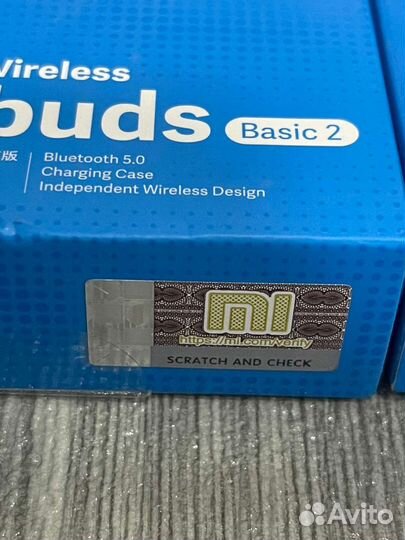 Wireless
buds Basic 2
版 Bluetooth 5.0
Charging Case
Independent Wireless Design
mi
https://mi.com/verify
SCRATCH AND CHECK
Avito